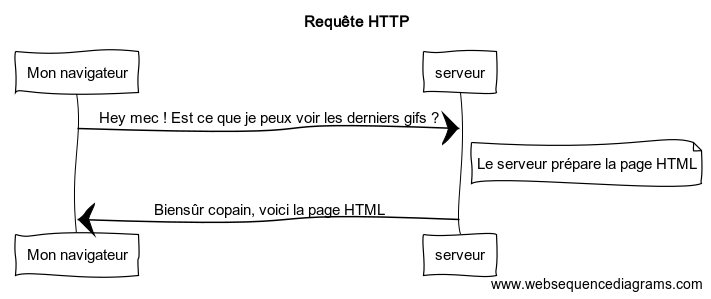 Requête HTTP
Mon navigateur
serveur
Hey mec ! Est ce que je peux voir les derniers gifs ?
Le serveur prépare la page HTML
Biensûr copain, voici la page HTML
Mon navigateur
serveur
www.websequencediagrams.com